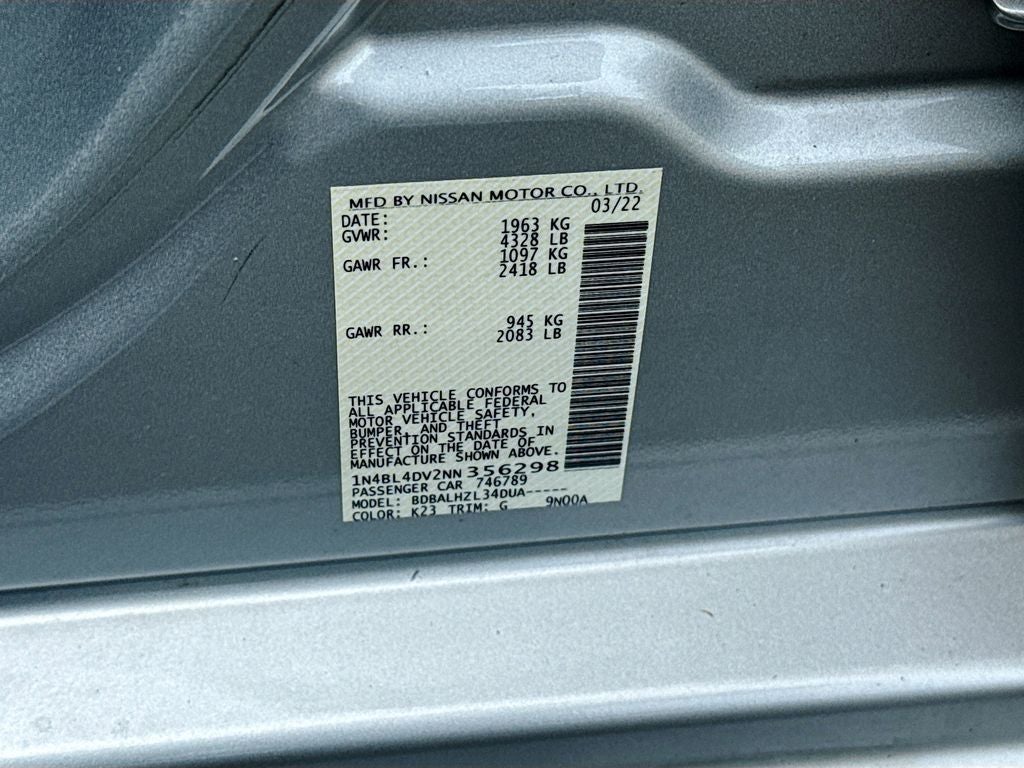 MFD BY NISSAN MOTOR CO., LTD.
DATE: 03/22
GVWR: 1963 KG
4328 LB
GAWR FR.: 1097 KG
2418 LB
GAWR RR.: 945 KG
2083 LB
THIS VEHICLE CONFORMS TO
ALL APPLICABLE FEDERAL
MOTOR VEHICLE SAFETY,
BUMPER, AND THEFT
PREVENTION STANDARDS IN
EFFECT ON THE DATE OF
MANUFACTURE SHOWN ABOVE.
1N4BL4DV2NN356298
PASSENGER CAR 746789
MODEL: BDBALHZL34DUA-----
COLOR: K23 TRIM: G 9N00A